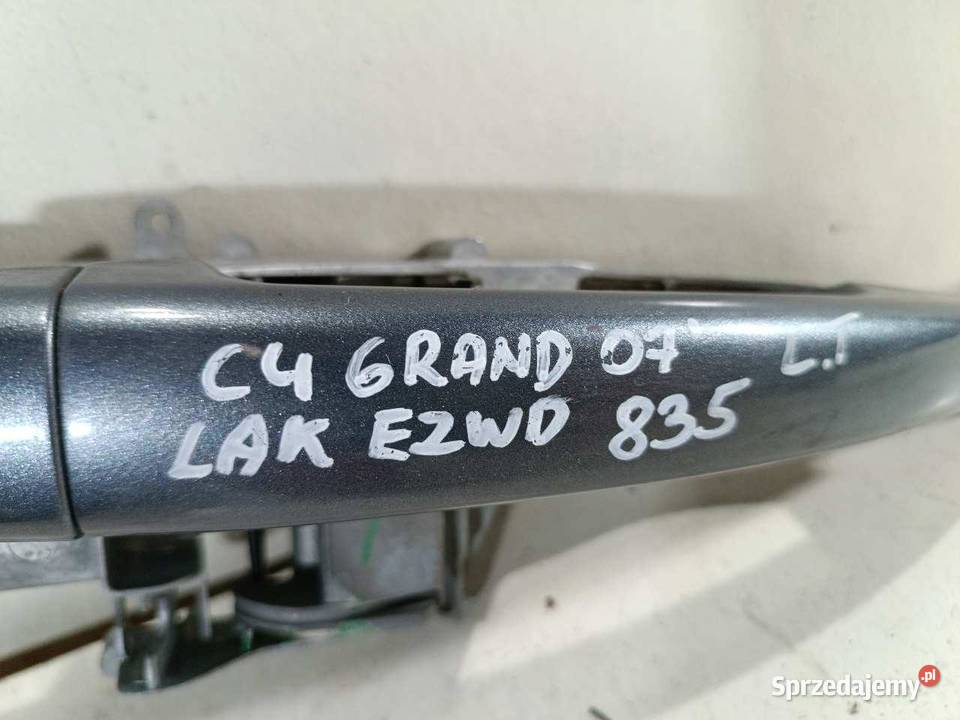 C4 GRAND 07' L.T
LAK EZWD 835
Sprzedajemy.pl